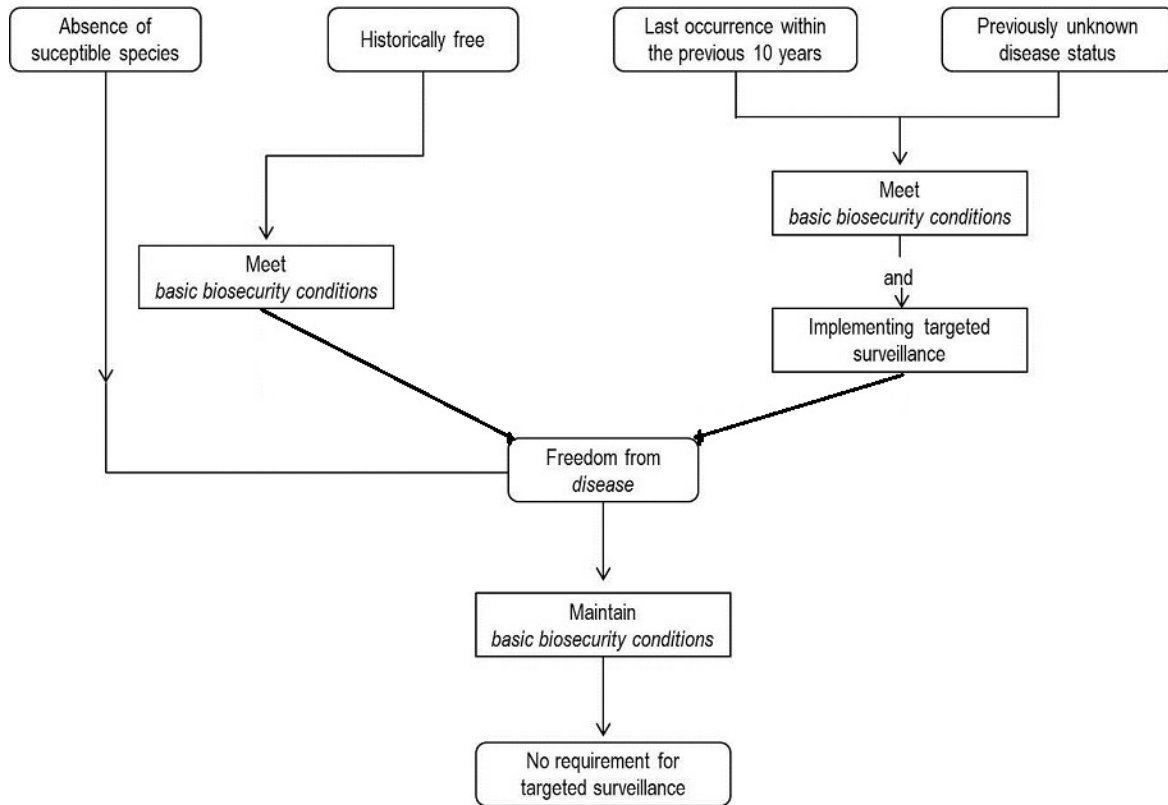 Absence of
suceptible species
Historically free
Last occurrence within
the previous 10 years
Previously unknown
disease status
Meet
basic biosecurity conditions
Meet
basic biosecurity conditions
and
Implementing targeted
surveillance
Freedom from
disease
Maintain
basic biosecurity conditions
No requirement for
targeted surveillance